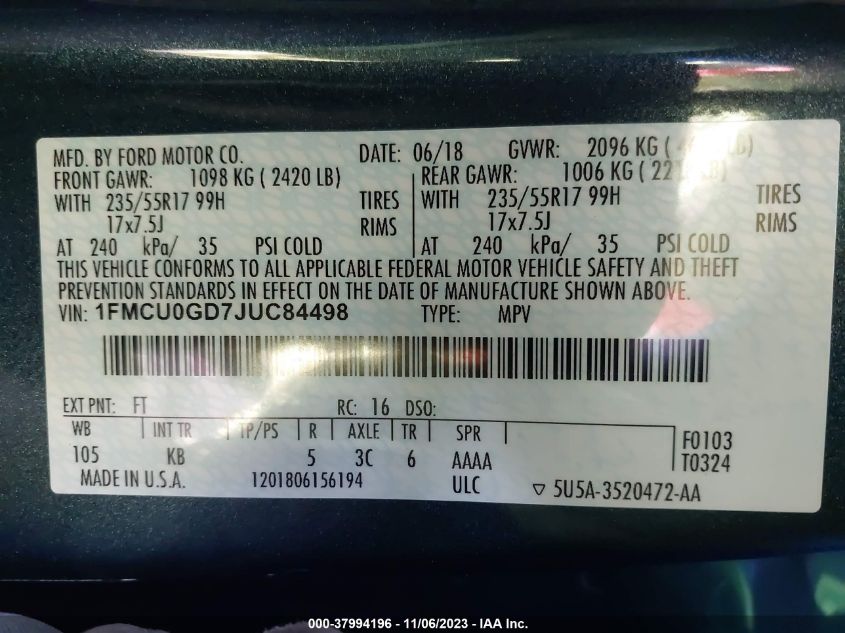 MFD. BY FORD MOTOR CO. DATE: 06/18 GVWR: 2096 KG (
FRONT GAWR: 1098 KG ( 2420 LB) REAR GAWR: 1006 KG (
WITH 235/55R17 99H TIRES WITH 235/55R17 99H TIRES
17x7.5J RIMS 17x7.5J RIMS
AT 240 kPa/ 35 PSI COLD AT 240 kPa/ 35 PSI COLD
THIS VEHICLE CONFORMS TO ALL APPLICABLE FEDERAL MOTOR VEHICLE SAFETY AND THEFT
PREVENTION STANDARDS IN EFFECT ON THE DATE OF MANUFACTURE SHOWN ABOVE.
VIN: 1FMCU0GD7JUC84498 TYPE: MPV
EXT PNT: FT RC: 16 DSO:
WB INT TR TP/PS R AXLE TR SPR F0103
105 KB 5 3C 6 AAAA T0324
MADE IN U.S.A. 1201806156194 ULC ▽ 5U5A-3520472-AA
000-37994196 - 11/06/2023 - IAA Inc.